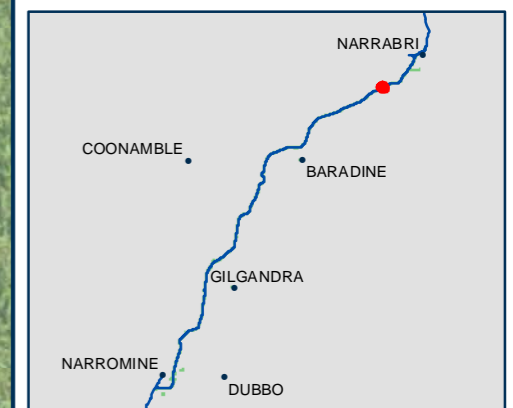 NARRABRI
COONAMBLE
BARADINE
GILGANDRA
NARROMINE
DUBBO